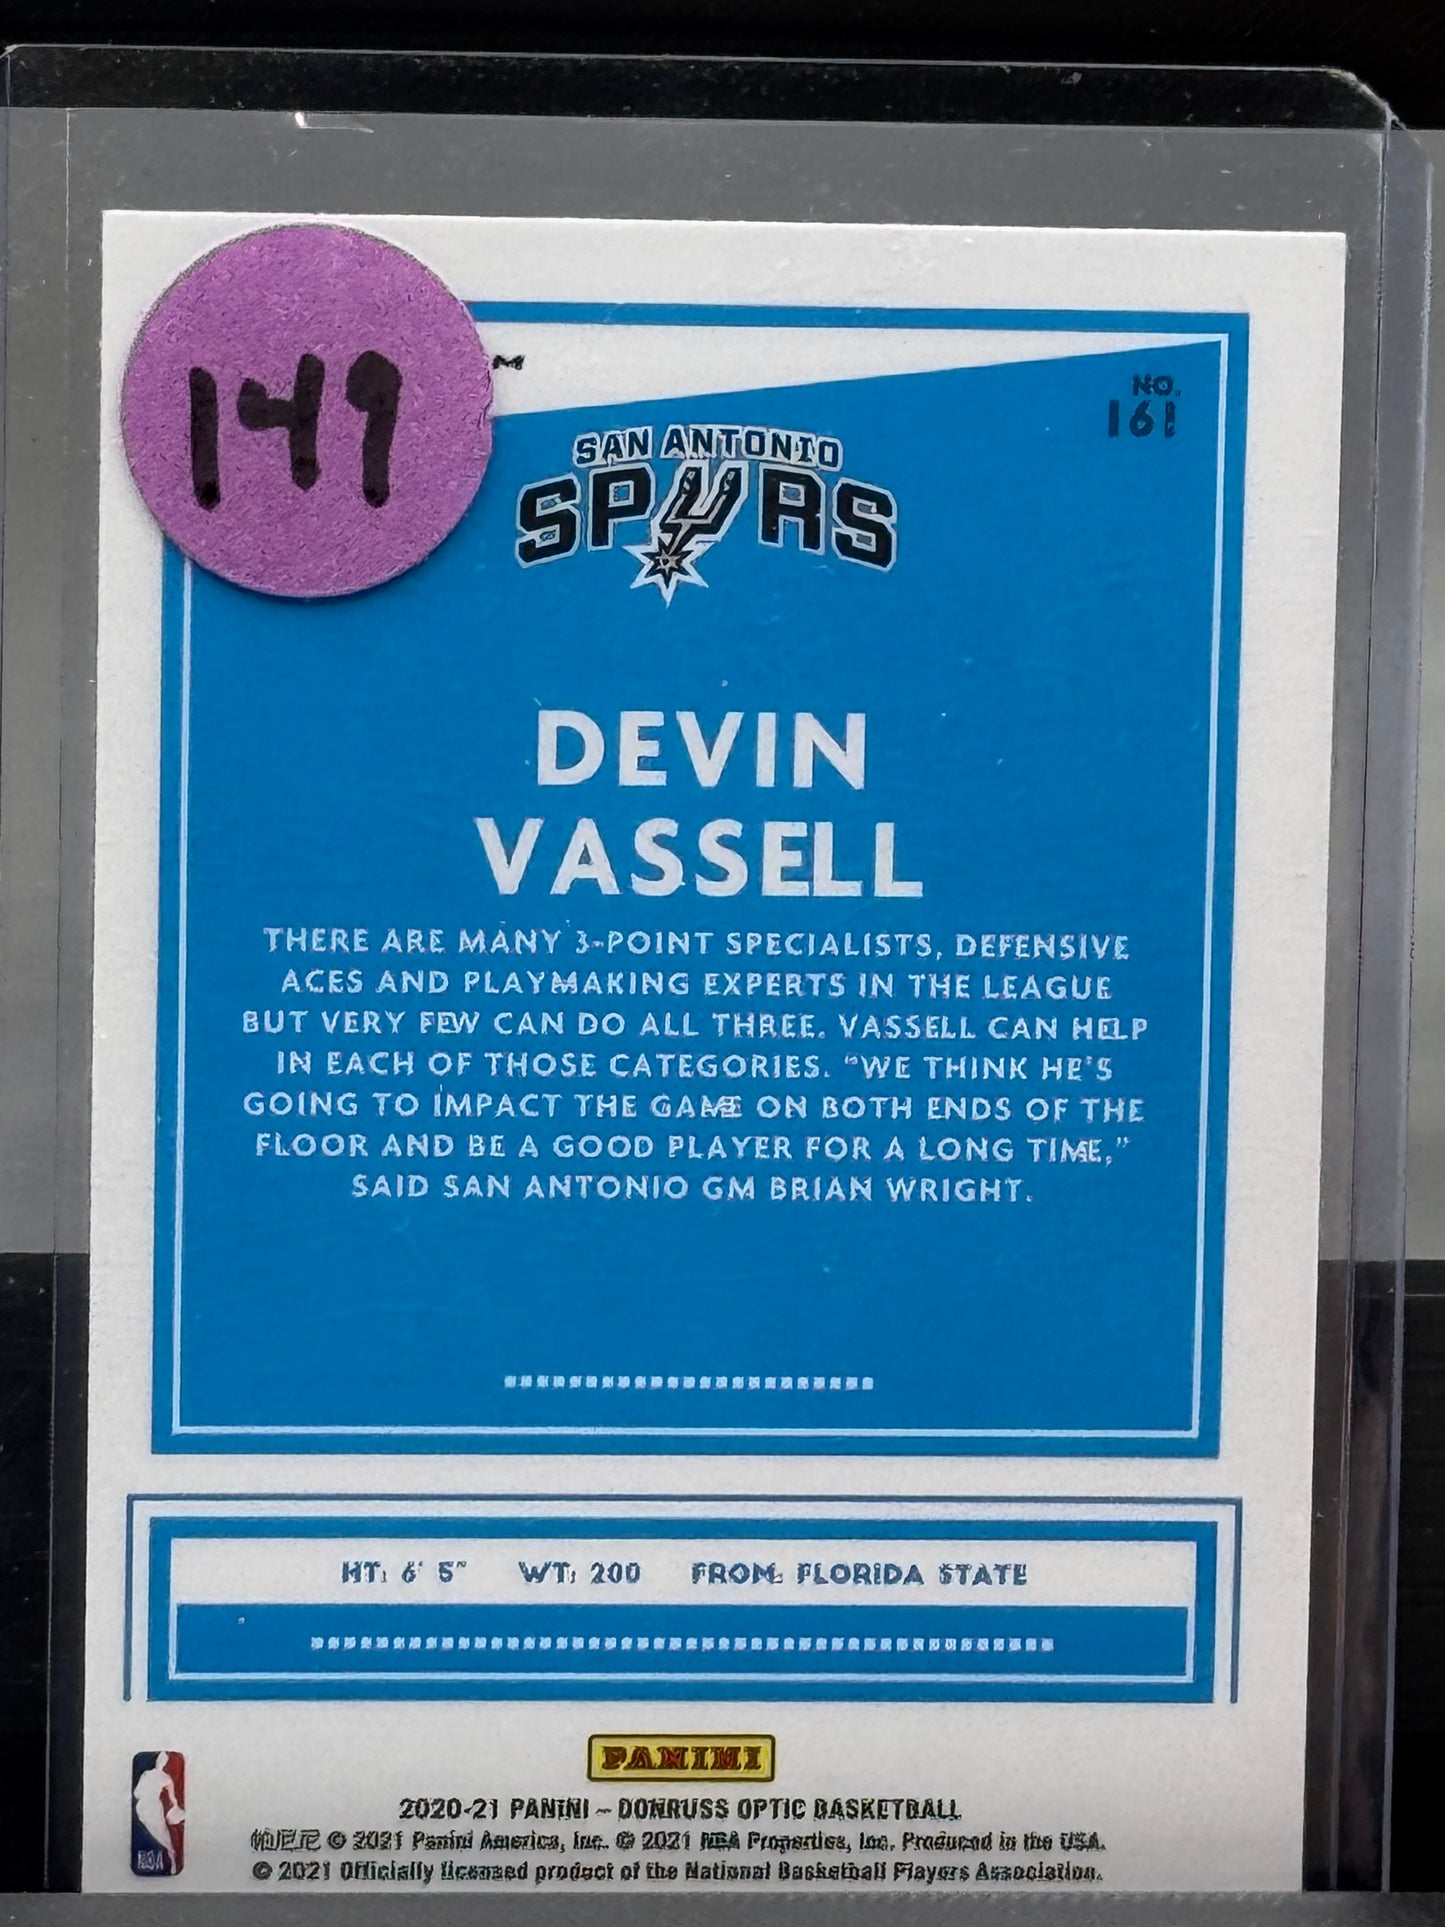 149
™
NO.
161
SAN ANTONIO
SPURS
DEVIN
VASSELL
THERE ARE MANY 3-POINT SPECIALISTS, DEFENSIVE
ACES AND PLAYMAKING EXPERTS IN THE LEAGUE
BUT VERY FEW CAN DO ALL THREE. VASSELL CAN HELP
IN EACH OF THOSE CATEGORIES. "WE THINK HE'S
GOING TO IMPACT THE GAME ON BOTH ENDS OF THE
FLOOR AND BE A GOOD PLAYER FOR A LONG TIME,"
SAID SAN ANTONIO GM BRIAN WRIGHT.
HT: 6' 5" WT: 200 FROM: FLORIDA STATE
PANINI
2020-21 PANINI – DONRUSS OPTIC BASKETBALL
帕尼尼 © 2021 Panini America, Inc. © 2021 NBA Properties, Inc. Produced in the USA.
© 2021 Officially licensed product of the National Basketball Players Association.
NBA